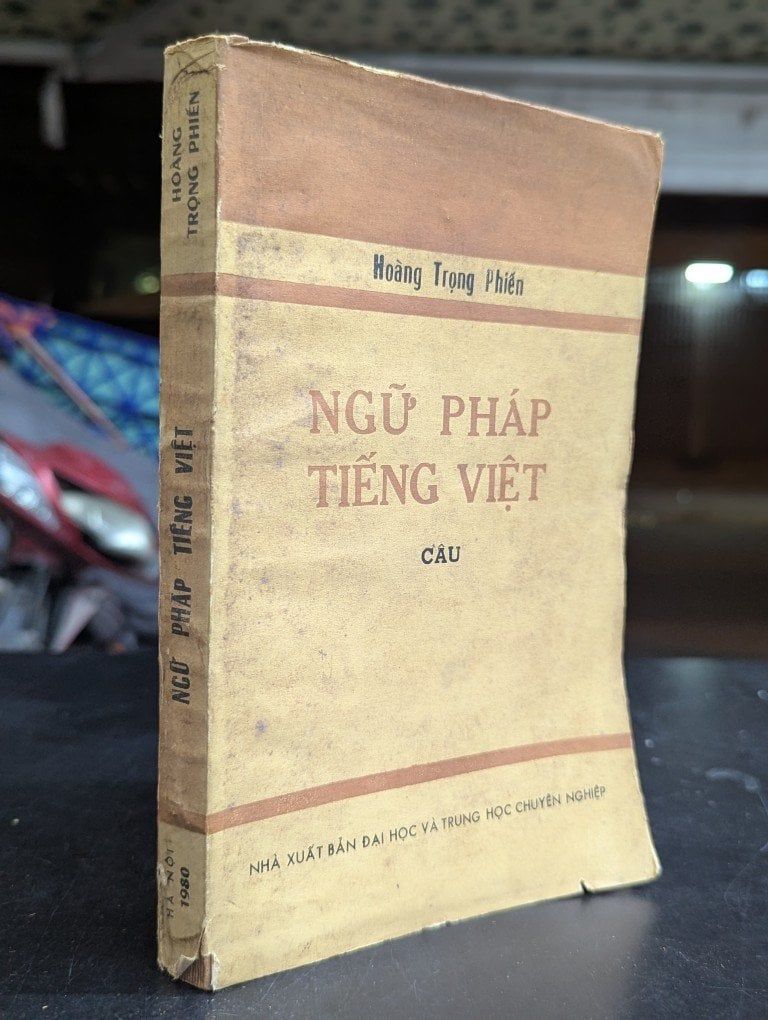 Hoàng Trọng Phiến
NGỮ PHÁP
TIẾNG VIỆT
CÂU
NHÀ XUẤT BẢN ĐẠI HỌC VÀ TRUNG HỌC CHUYÊN NGHIỆP
HOÀNG
TRỌNG PHIẾN
NGỮ PHÁP TIẾNG VIỆT
HÀ NỘI
1980